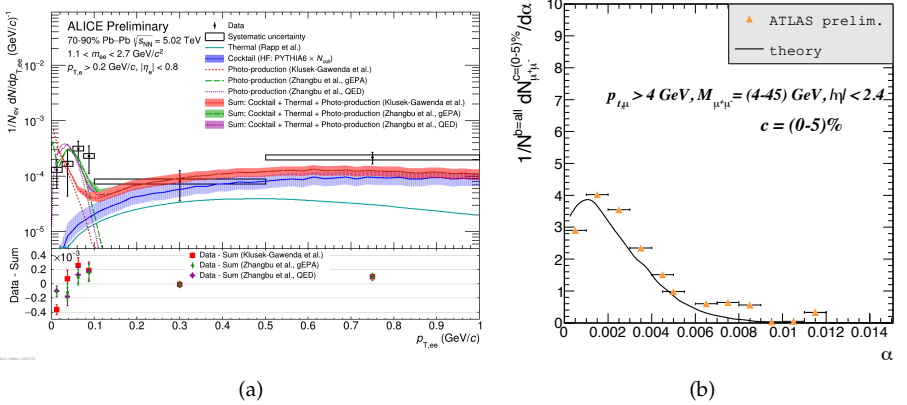 ALICE Preliminary
70-90% Pb–Pb √sNN = 5.02 TeV
1.1 < mee < 2.7 GeV/c²
pT,e > 0.2 GeV/c, |ηe| < 0.8
Data
Systematic uncertainty
Thermal (Rapp et al.)
Cocktail (HF: PYTHIA6 × Ncoll)
Photo-production (Klusek-Gawenda et al.)
Photo-production (Zhangbu et al., gEPA)
Photo-production (Zhangbu et al., QED)
Sum: Cocktail + Thermal + Photo-production (Klusek-Gawenda et al.)
Sum: Cocktail + Thermal + Photo-production (Zhangbu et al., gEPA)
Sum: Cocktail + Thermal + Photo-production (Zhangbu et al., QED)
1/Nev dN/dpT,ee (GeV/c)⁻¹
10⁻¹
10⁻²
10⁻³
10⁻⁴
10⁻⁵
×10⁻³
Data - Sum (Klusek-Gawenda et al.)
Data - Sum (Zhangbu et al., gEPA)
Data - Sum (Zhangbu et al., QED)
Data - Sum
0.4
0.2
0
−0.2
−0.4
0 0.1 0.2 0.3 0.4 0.5 0.6 0.7 0.8 0.9 1
pT,ee (GeV/c)
(a)
1/N^b=all dN^c=(0-5)%μ+μ-/dα
ATLAS prelim.
theory
pt,μ > 4 GeV, Mμ+μ- = (4-45) GeV, |η| < 2.4
c = (0-5)%
10
9
8
7
6
5
4
3
2
1
0
0 0.002 0.004 0.006 0.008 0.010 0.012 0.014
α
(b)